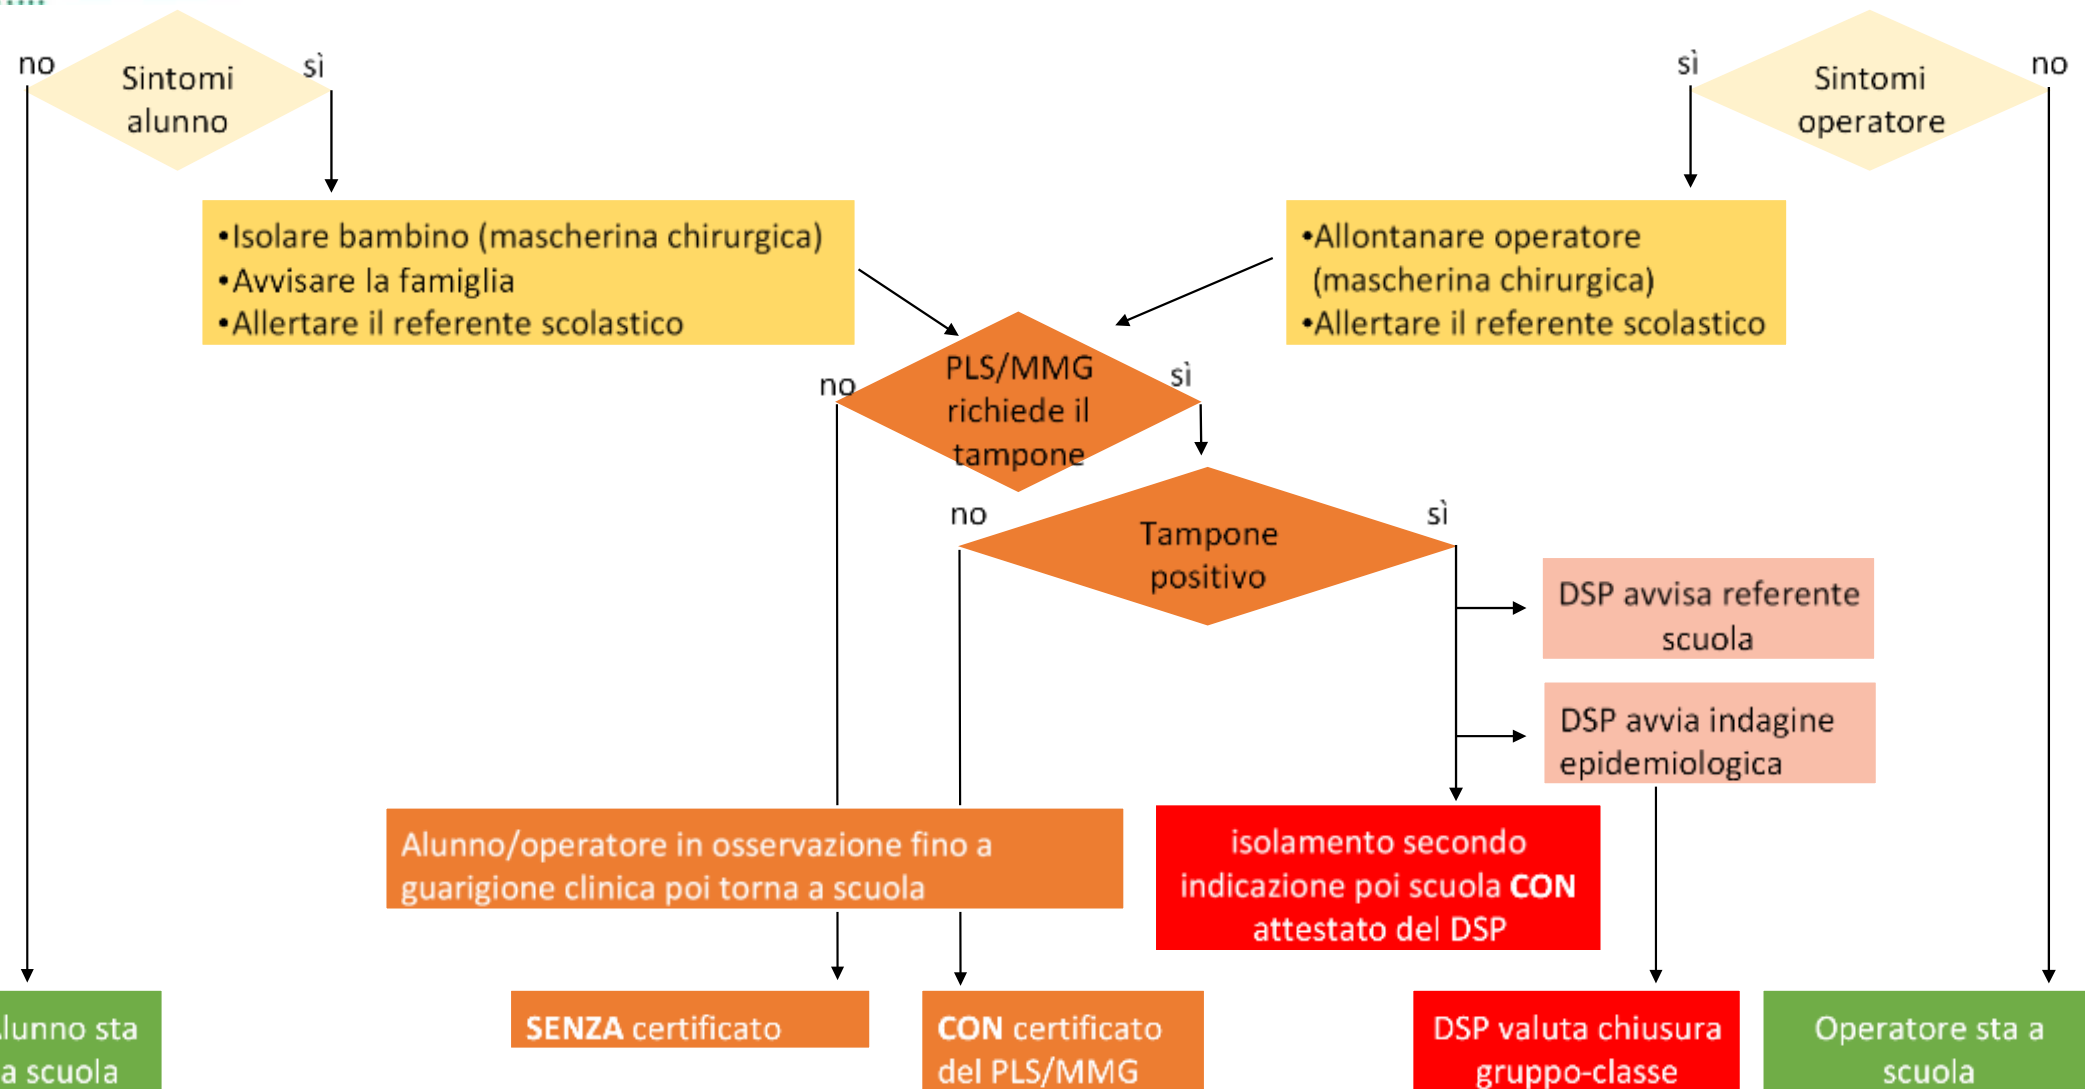 no
Sintomi
alunno
sì
sì
Sintomi
operatore
no
•Isolare bambino (mascherina chirurgica)
•Avvisare la famiglia
•Allertare il referente scolastico
•Allontanare operatore
(mascherina chirurgica)
•Allertare il referente scolastico
no
PLS/MMG
richiede il
tampone
sì
no
Tampone
positivo
sì
DSP avvisa referente
scuola
DSP avvia indagine
epidemiologica
Alunno/operatore in osservazione fino a
guarigione clinica poi torna a scuola
isolamento secondo
indicazione poi scuola CON
attestato del DSP
Alunno sta
a scuola
SENZA certificato
CON certificato
del PLS/MMG
DSP valuta chiusura
gruppo-classe
Operatore sta a
scuola